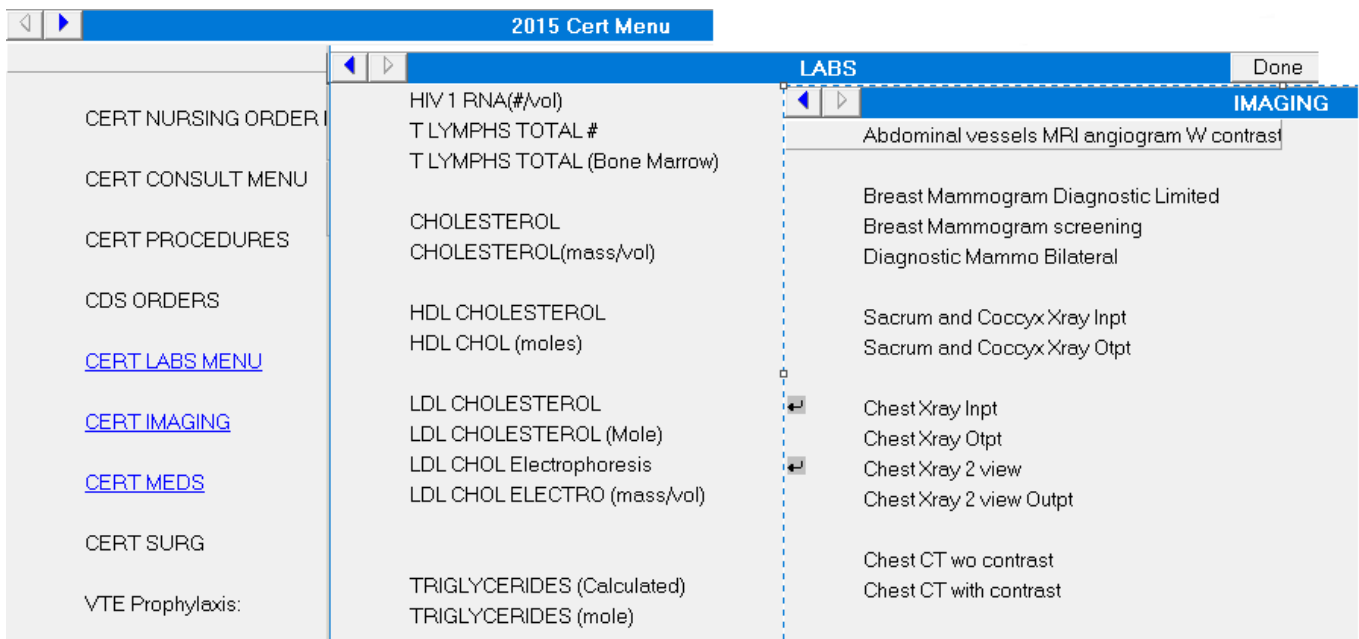 2015 Cert Menu
CERT NURSING ORDER
CERT CONSULT MENU
CERT PROCEDURES
CDS ORDERS
CERT LABS MENU
CERT IMAGING
CERT MEDS
CERT SURG
VTE Prophylaxis:
LABS
Done
HIV 1 RNA(#/vol)
T LYMPHS TOTAL #
T LYMPHS TOTAL (Bone Marrow)
CHOLESTEROL
CHOLESTEROL(mass/vol)
HDL CHOLESTEROL
HDL CHOL (moles)
LDL CHOLESTEROL
LDL CHOLESTEROL (Mole)
LDL CHOL Electrophoresis
LDL CHOL ELECTRO (mass/vol)
TRIGLYCERIDES (Calculated)
TRIGLYCERIDES (mole)
IMAGING
Abdominal vessels MRI angiogram W contrast
Breast Mammogram Diagnostic Limited
Breast Mammogram screening
Diagnostic Mammo Bilateral
Sacrum and Coccyx Xray Inpt
Sacrum and Coccyx Xray Otpt
Chest Xray Inpt
Chest Xray Otpt
Chest Xray 2 view
Chest Xray 2 view Outpt
Chest CT wo contrast
Chest CT with contrast